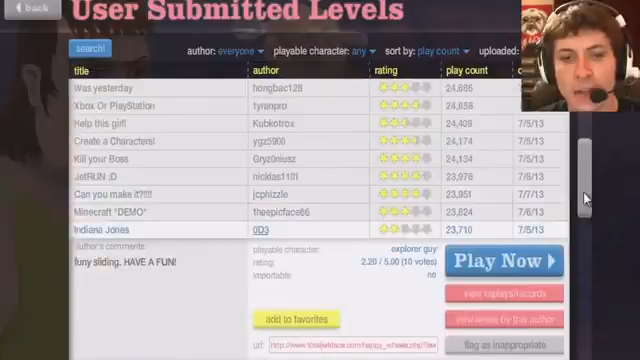 back
User Submitted Levels
search! author: everyone playable character: any sort by: play count uploaded:
title author rating play count
Was yesterday hongbac128 24,686
Xbox Or PlayStation tyranpro 24,658
Help this girl! Kubkotrox 24,409 7/5/13
Create a Characters! ygz5900 24,174 7/5/13
Kill your Boss Gryz0niusz 24,134 7/5/13
JetRUN ;D nicklas1101 23,976 7/5/13
Can you make it?!!!! jcphizzle 23,951 7/7/13
Minecraft *DEMO* theepicface66 23,824 7/6/13
Indiana Jones 0D3 23,710 7/5/13
author's comments:
funy sliding. HAVE A FUN!
playable character: explorer guy
rating: 2.20 / 5.00 (10 votes)
importable: no
Play Now
view replays/records
add to favorites
view more by this author
url: http://www.totaljerkface.com/happy_wheels.php?
flag as inappropriate